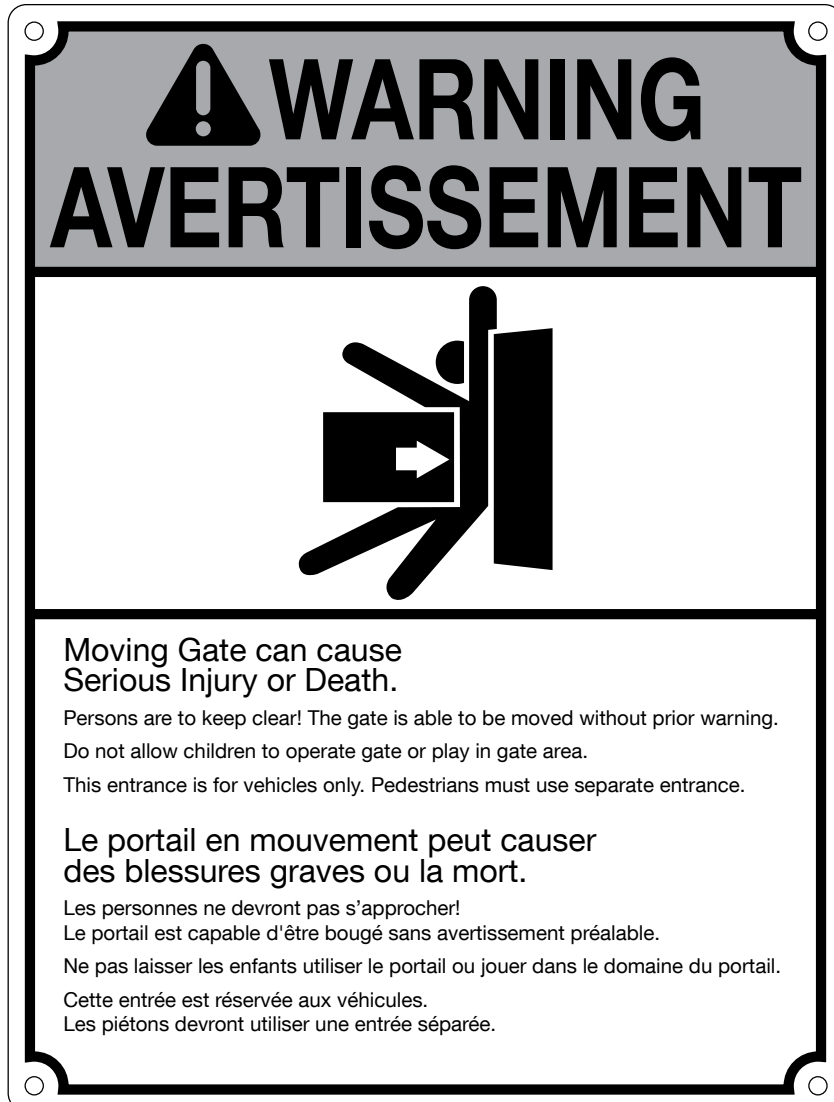 WARNING
AVERTISSEMENT
Moving Gate can cause
Serious Injury or Death.
Persons are to keep clear! The gate is able to be moved without prior warning.
Do not allow children to operate gate or play in gate area.
This entrance is for vehicles only. Pedestrians must use separate entrance.
Le portail en mouvement peut causer
des blessures graves ou la mort.
Les personnes ne devront pas s’approcher!
Le portail est capable d'être bougé sans avertissement préalable.
Ne pas laisser les enfants utiliser le portail ou jouer dans le domaine du portail.
Cette entrée est réservée aux véhicules.
Les piétons devront utiliser une entrée séparée.